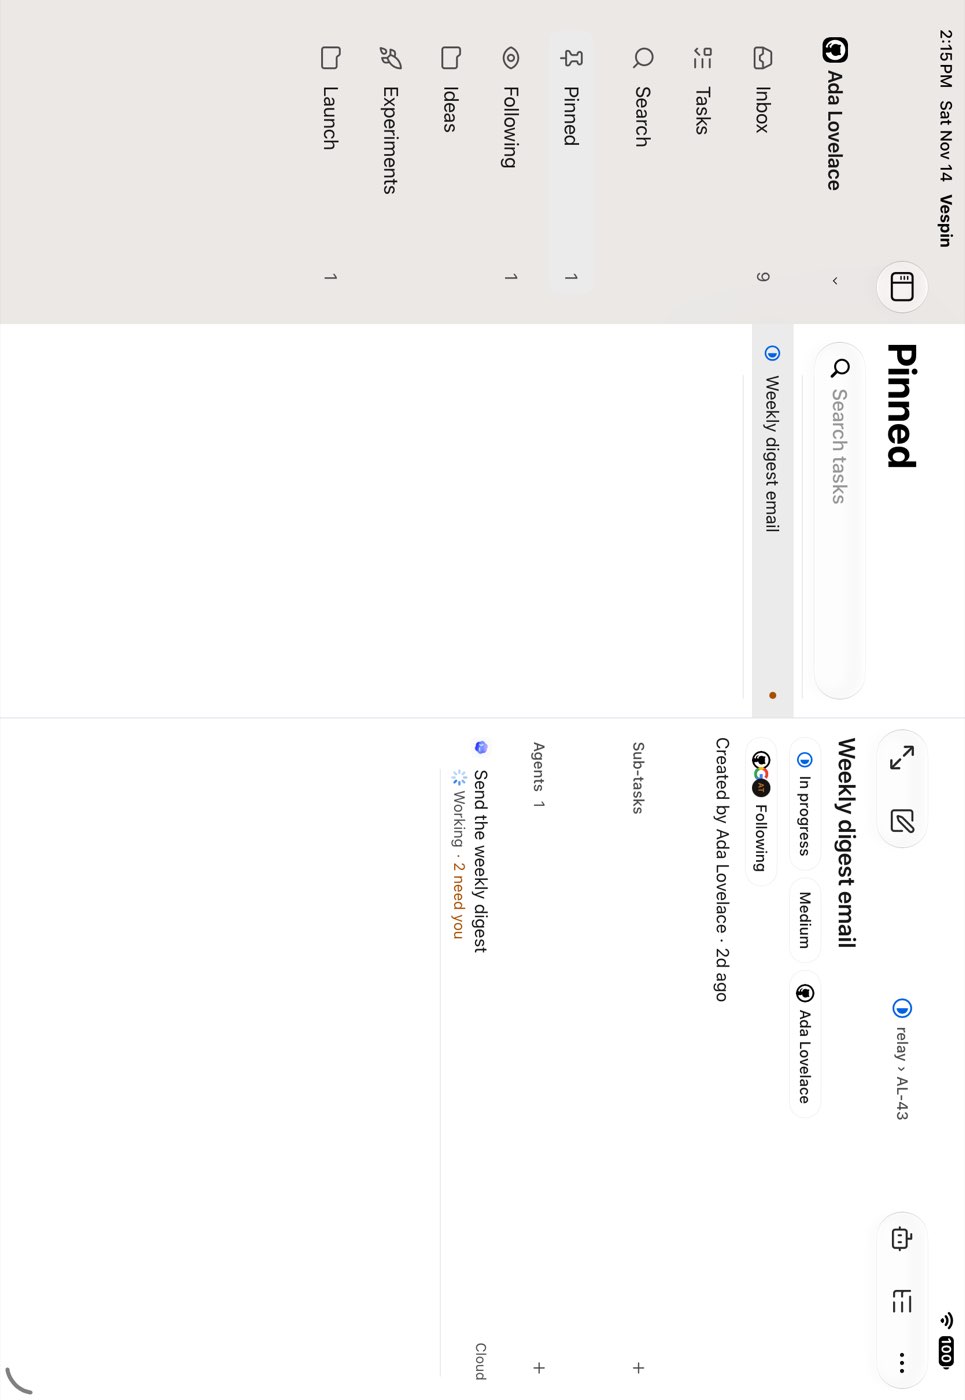 2:15 PM Sat Nov 14 Vespin
100
Ada Lovelace
Inbox 9
Tasks
Search
Pinned 1
Following 1
Ideas
Experiments
Launch 1
Pinned
Search tasks
Weekly digest email
relay › AL-43
Weekly digest email
In progress
Medium
Ada Lovelace
AT Following
Created by Ada Lovelace · 2d ago
Sub-tasks
Agents 1
Send the weekly digest Cloud
Working · 2 need you